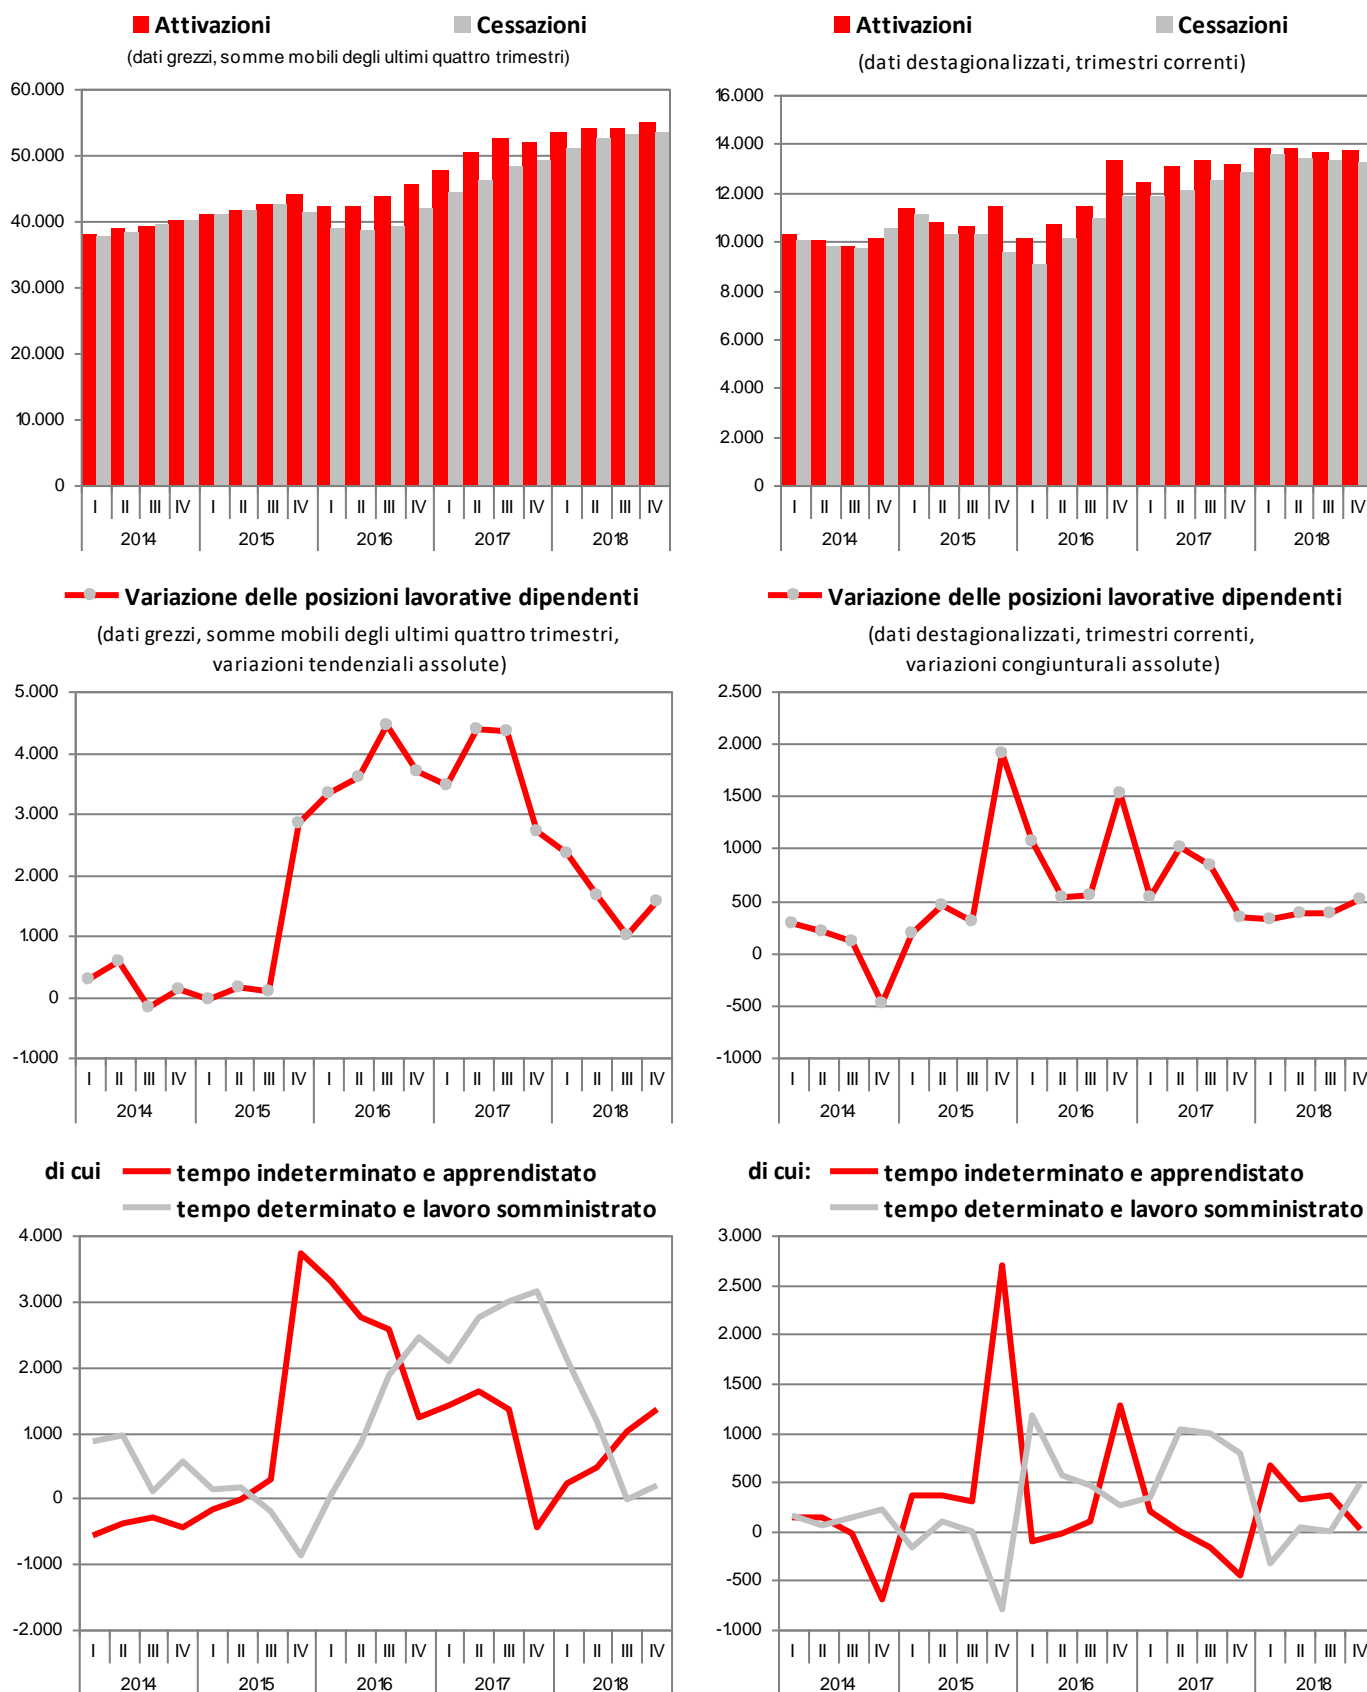 Attivazioni Cessazioni
(dati grezzi, somme mobili degli ultimi quattro trimestri)
60.000
50.000
40.000
30.000
20.000
10.000
0
I II III IV I II III IV I II III IV I II III IV I II III IV
2014 2015 2016 2017 2018
Attivazioni Cessazioni
(dati destagionalizzati, trimestri correnti)
16.000
14.000
12.000
10.000
8.000
6.000
4.000
2.000
0
I II III IV I II III IV I II III IV I II III IV I II III IV
2014 2015 2016 2017 2018
Variazione delle posizioni lavorative dipendenti
(dati grezzi, somme mobili degli ultimi quattro trimestri,
variazioni tendenziali assolute)
5.000
4.000
3.000
2.000
1.000
0
-1.000
I II III IV I II III IV I II III IV I II III IV I II III IV
2014 2015 2016 2017 2018
Variazione delle posizioni lavorative dipendenti
(dati destagionalizzati, trimestri correnti,
variazioni congiunturali assolute)
2.500
2.000
1.500
1.000
500
0
-500
-1.000
I II III IV I II III IV I II III IV I II III IV I II III IV
2014 2015 2016 2017 2018
di cui tempo indeterminato e apprendistato
tempo determinato e lavoro somministrato
4.000
3.000
2.000
1.000
0
-1.000
-2.000
I II III IV I II III IV I II III IV I II III IV I II III IV
2014 2015 2016 2017 2018
di cui: tempo indeterminato e apprendistato
tempo determinato e lavoro somministrato
3.000
2.500
2.000
1.500
1.000
500
0
-500
-1.000
I II III IV I II III IV I II III IV I II III IV I II III IV
2014 2015 2016 2017 2018